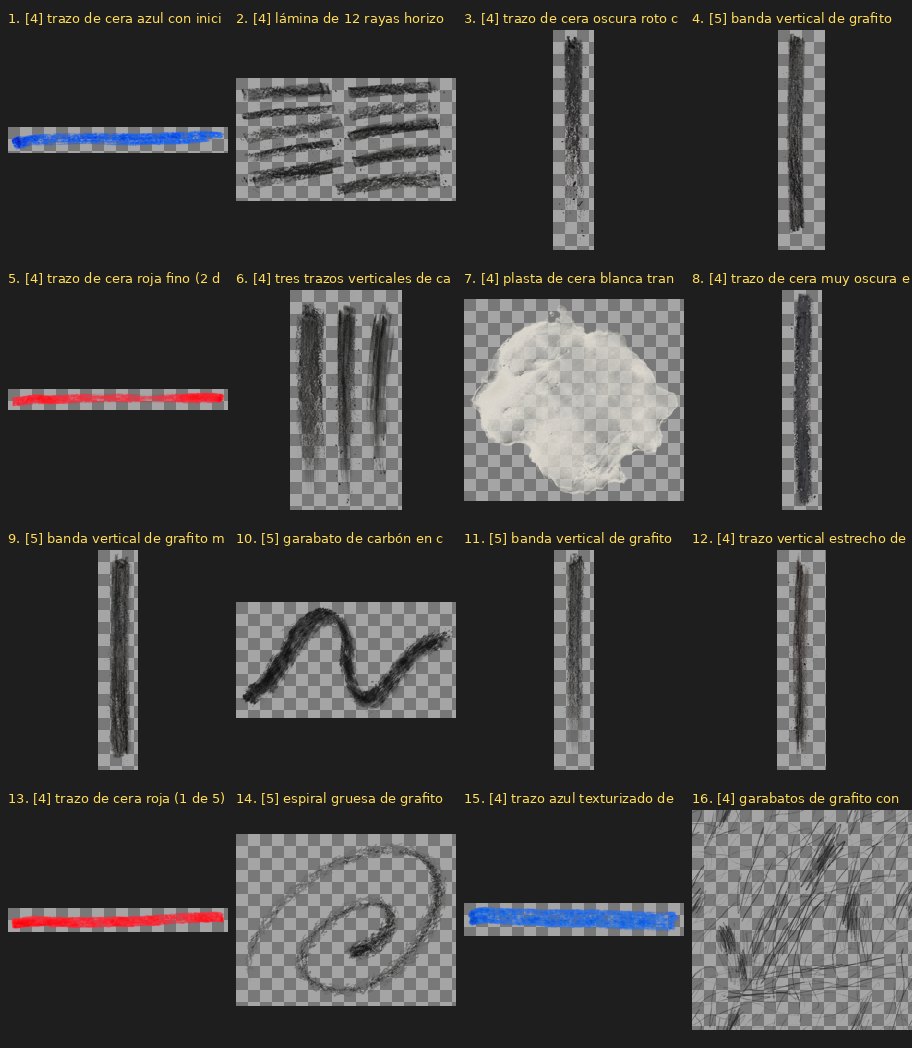 1. [4] trazo de cera azul con inici
2. [4] lámina de 12 rayas horizo
3. [4] trazo de cera oscura roto c
4. [5] banda vertical de grafito
5. [4] trazo de cera roja fino (2 d
6. [4] tres trazos verticales de ca
7. [4] plasta de cera blanca tran
8. [4] trazo de cera muy oscura e
9. [5] banda vertical de grafito m
10. [5] garabato de carbón en c
11. [5] banda vertical de grafito
12. [4] trazo vertical estrecho de
13. [4] trazo de cera roja (1 de 5)
14. [5] espiral gruesa de grafito
15. [4] trazo azul texturizado de
16. [4] garabatos de grafito con